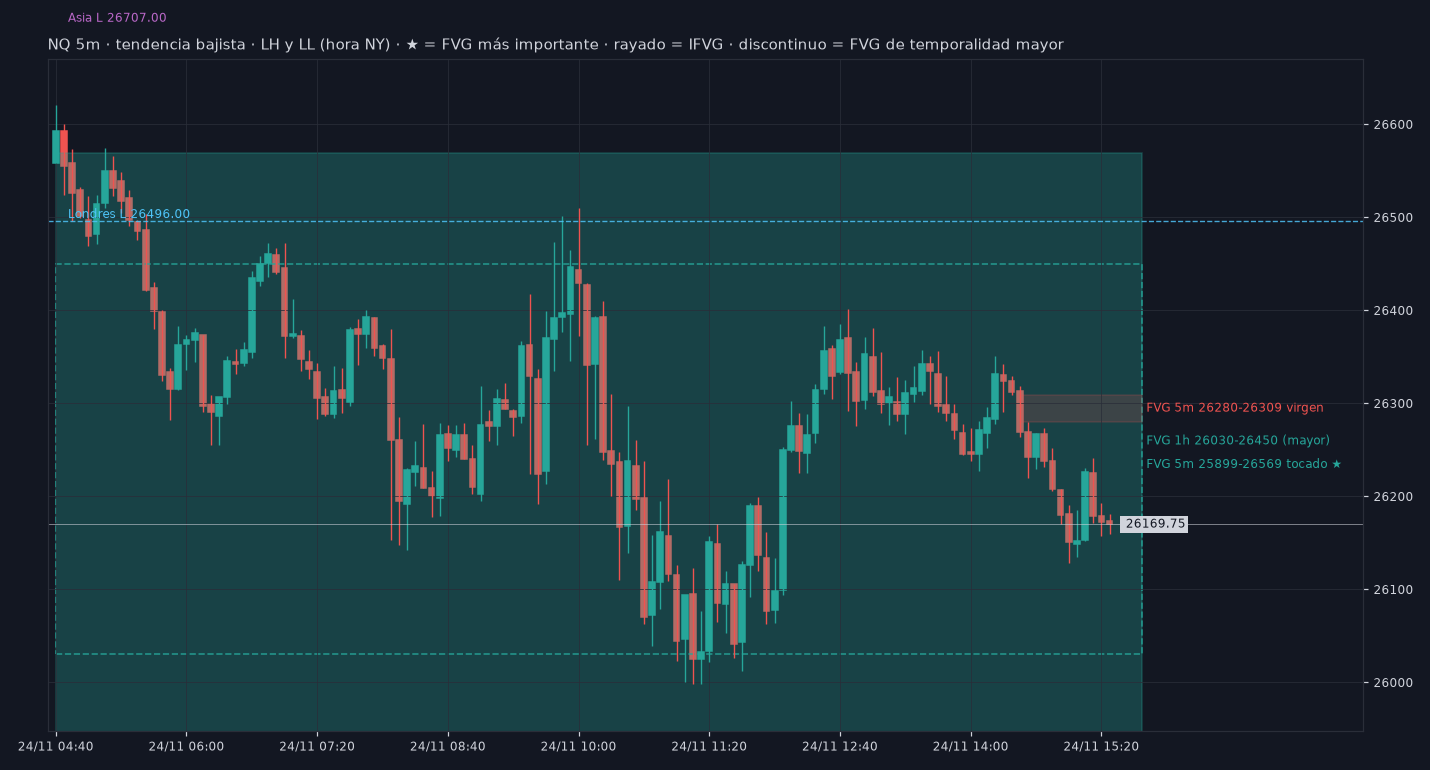 Asia L 26707.00
NQ 5m · tendencia bajista · LH y LL (hora NY) · ★ = FVG más importante · rayado = IFVG · discontinuo = FVG de temporalidad mayor
26600
Londres L 26496.00
26500
26400
26300
FVG 5m 26280-26309 virgen
FVG 1h 26030-26450 (mayor)
FVG 5m 25899-26569 tocado ★
26200
26169.75
26100
26000
24/11 04:40 24/11 06:00 24/11 07:20 24/11 08:40 24/11 10:00 24/11 11:20 24/11 12:40 24/11 14:00 24/11 15:20